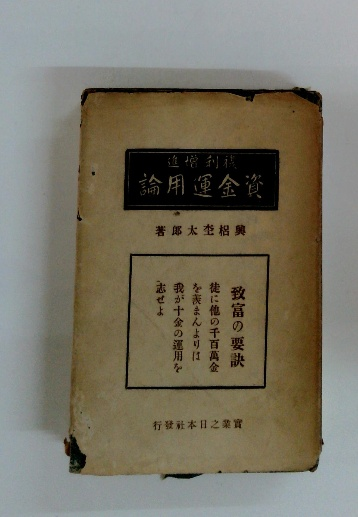 複利増進
資金運用論
興梠坙太郎著
致富の要訣
徒に他の千百萬金
を羨まんよりは
我が十金の運用を
志せよ
實業之日本社發行